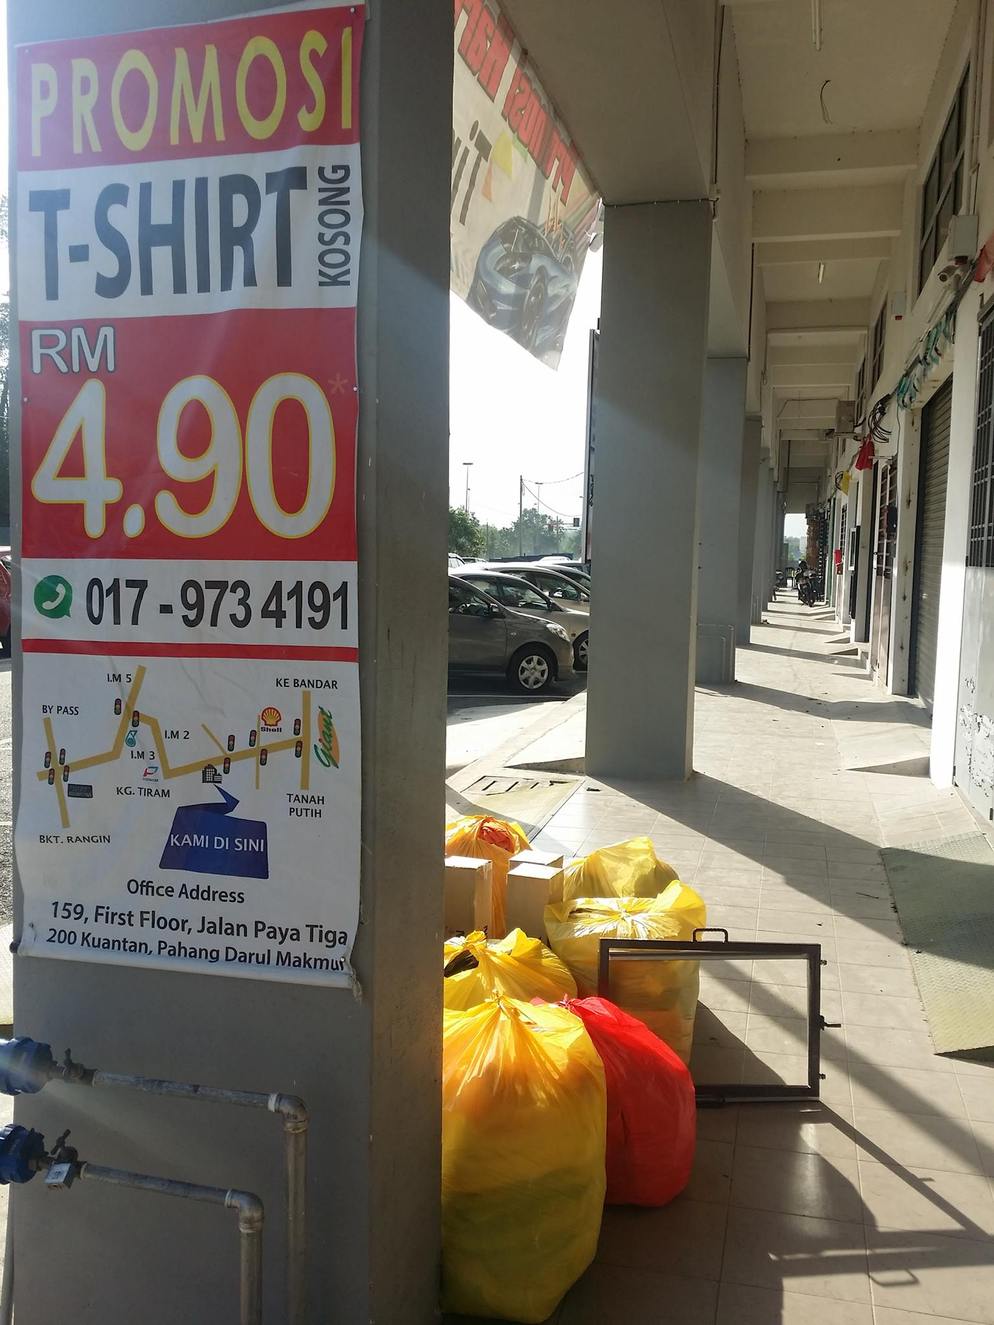 PROMOSI
T-SHIRT KOSONG
RM
4.90*
017 - 973 4191
I.M 5
KE BANDAR
BY PASS
Shell
I.M 2
Giant
I.M 3
KG. TIRAM
TANAH
PUTIH
BKT. RANGIN
KAMI DI SINI
Office Address
159, First Floor, Jalan Paya Tiga
200 Kuantan, Pahang Darul Makmur